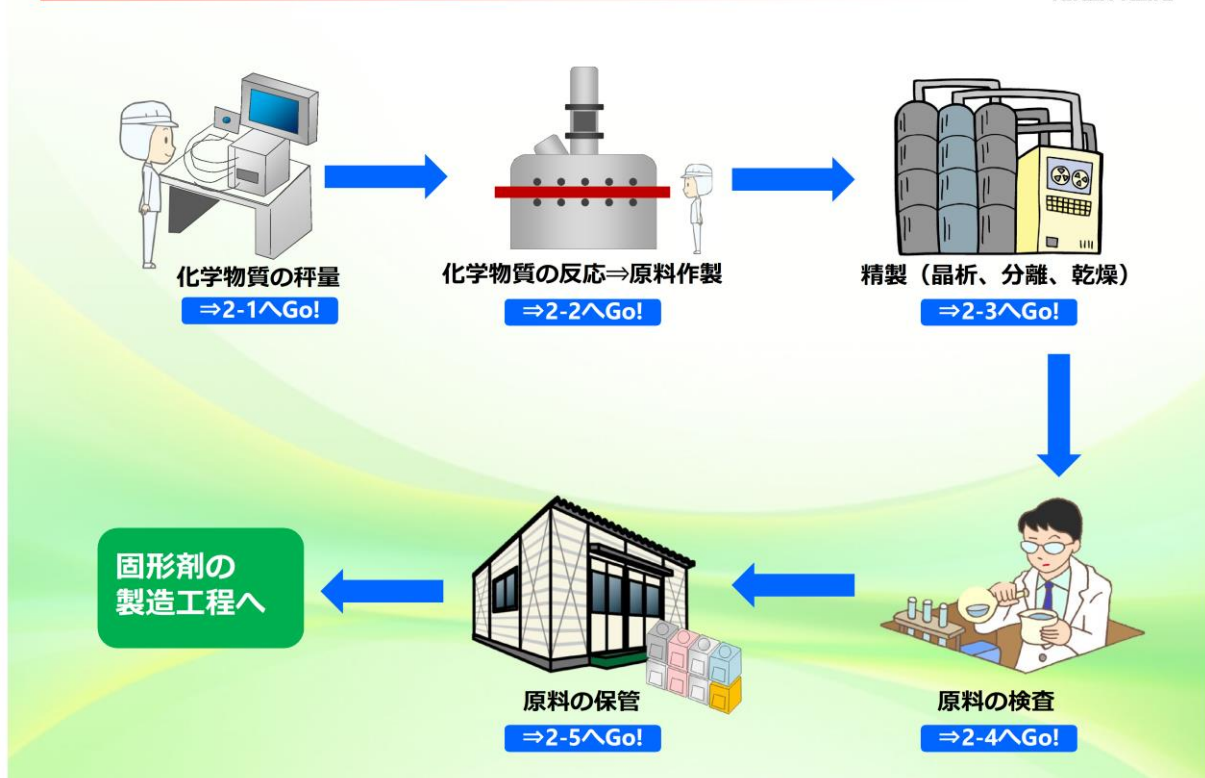 化学物質の秤量
⇒2-1へGo!
化学物質の反応⇒原料作製
⇒2-2へGo!
精製（晶析、分離、乾燥）
⇒2-3へGo!
原料の検査
⇒2-4へGo!
原料の保管
⇒2-5へGo!
固形剤の
製造工程へ